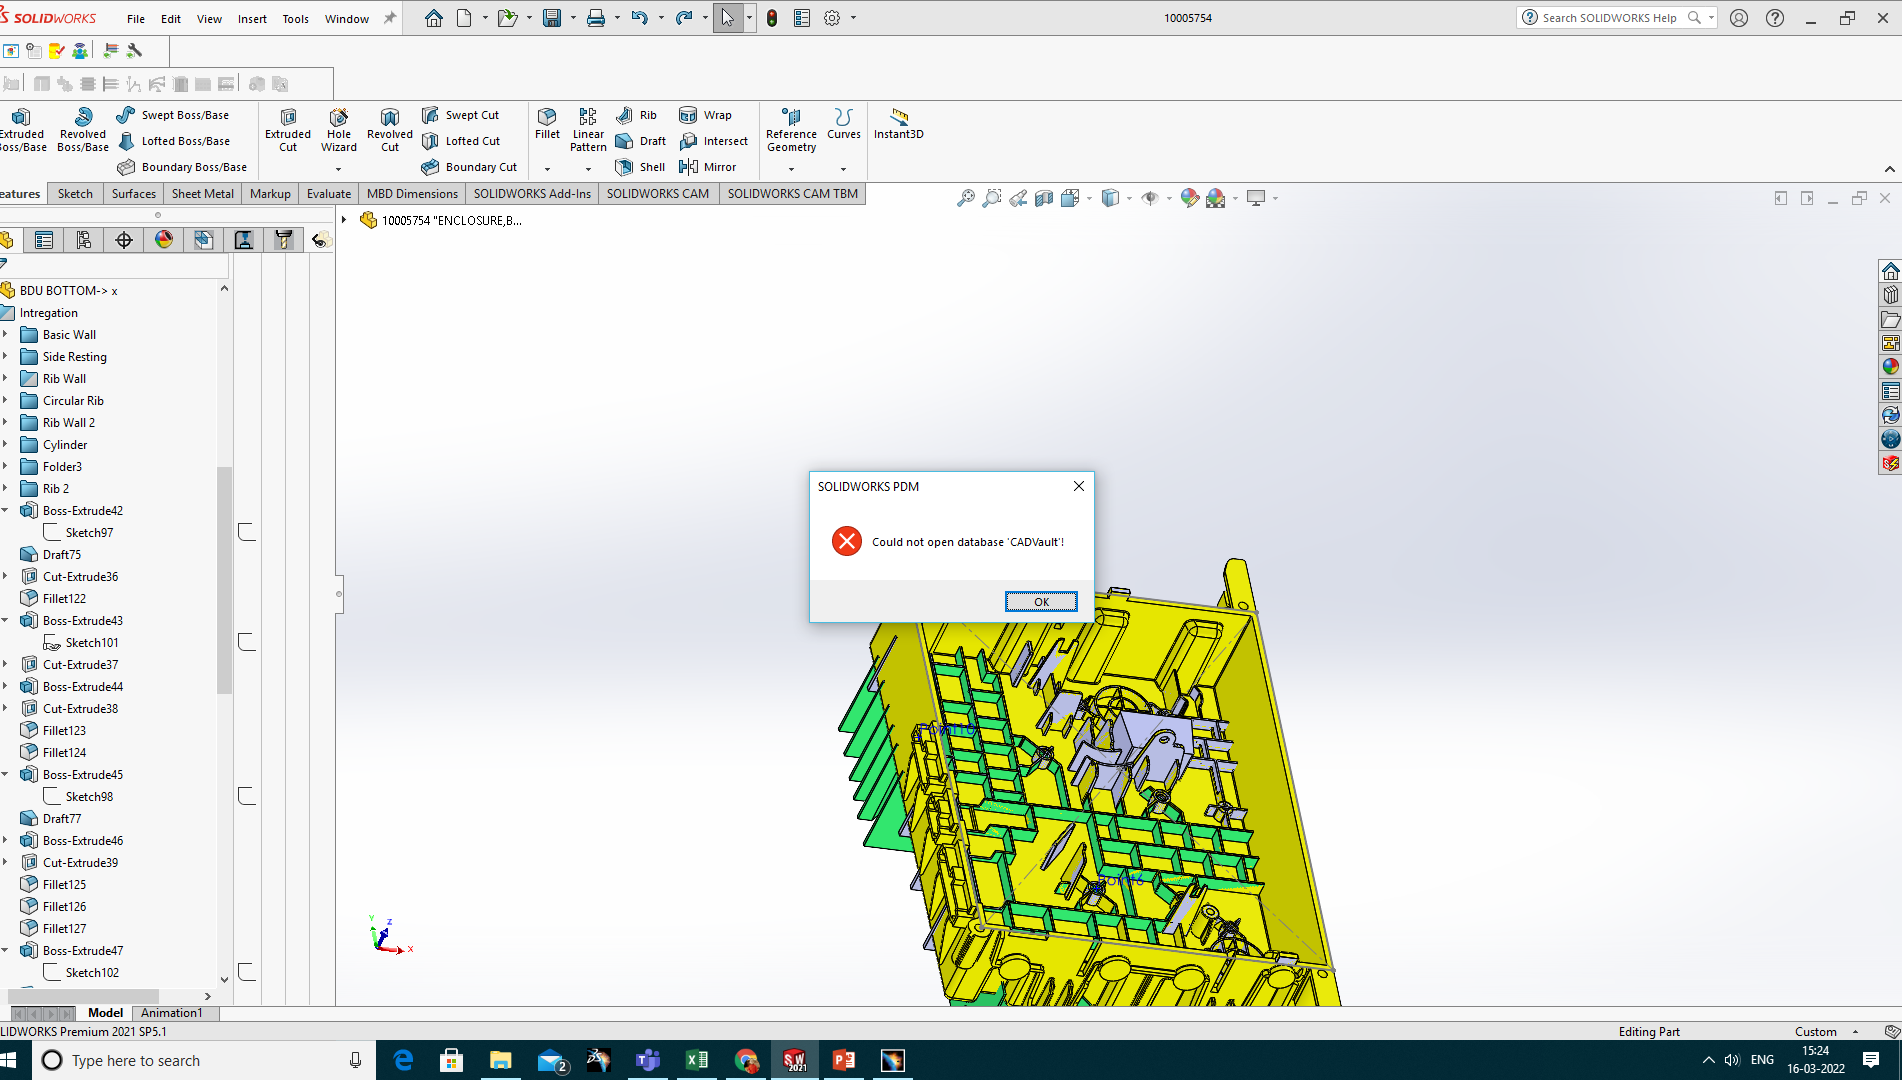 SOLIDWORKS File Edit View Insert Tools Window 10005754 Search SOLIDWORKS Help
Extruded Boss/Base
Revolved Boss/Base
Swept Boss/Base
Lofted Boss/Base
Boundary Boss/Base
Extruded Cut
Hole Wizard
Revolved Cut
Swept Cut
Lofted Cut
Boundary Cut
Fillet
Linear Pattern
Rib
Draft
Shell
Wrap
Intersect
Mirror
Reference Geometry
Curves
Instant3D
eatures Sketch Surfaces Sheet Metal Markup Evaluate MBD Dimensions SOLIDWORKS Add-Ins SOLIDWORKS CAM SOLIDWORKS CAM TBM
10005754 "ENCLOSURE,B...
BDU BOTTOM-> x
Intregation
Basic Wall
Side Resting
Rib Wall
Circular Rib
Rib Wall 2
Cylinder
Folder3
Rib 2
Boss-Extrude42
Sketch97
Draft75
Cut-Extrude36
Fillet122
Boss-Extrude43
Sketch101
Cut-Extrude37
Boss-Extrude44
Cut-Extrude38
Fillet123
Fillet124
Boss-Extrude45
Sketch98
Draft77
Boss-Extrude46
Cut-Extrude39
Fillet125
Fillet126
Fillet127
Boss-Extrude47
Sketch102
SOLIDWORKS PDM
Could not open database 'CADVault'!
OK
Y
Z
X
Model Animation1
LIDWORKS Premium 2021 SP5.1 Editing Part Custom
Type here to search
2
SW 2021
ENG
15:24
16-03-2022